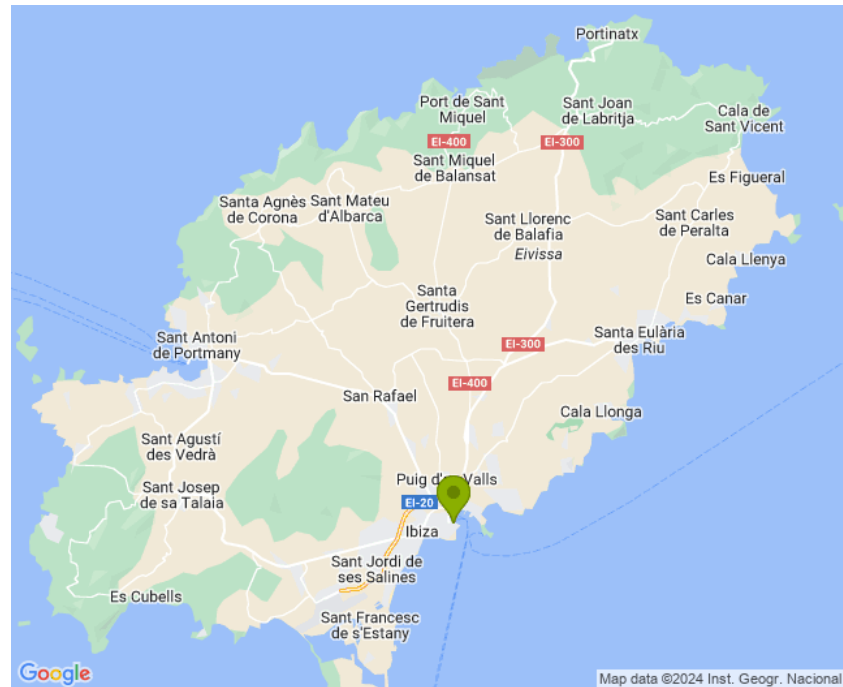 Portinatx
Port de Sant
Miquel
Sant Joan
de Labritja
Cala de
Sant Vicent
EI-400
EI-300
Sant Miquel
de Balansat
Es Figueral
Santa Agnès
de Corona
Sant Mateu
d'Albarca
Sant Llorenc
de Balafia
Sant Carles
de Peralta
Eivissa
Cala Llenya
Santa
Gertrudis
de Fruitera
Es Canar
Sant Antoni
de Portmany
Santa Eulària
des Riu
EI-300
EI-400
San Rafael
Cala Llonga
Sant Agustí
des Vedrà
Puig d' Valls
Sant Josep
de sa Talaia
EI-20
Ibiza
Sant Jordi de
ses Salines
Es Cubells
Sant Francesc
de s'Estany
Google
Map data ©2024 Inst. Geogr. Nacional